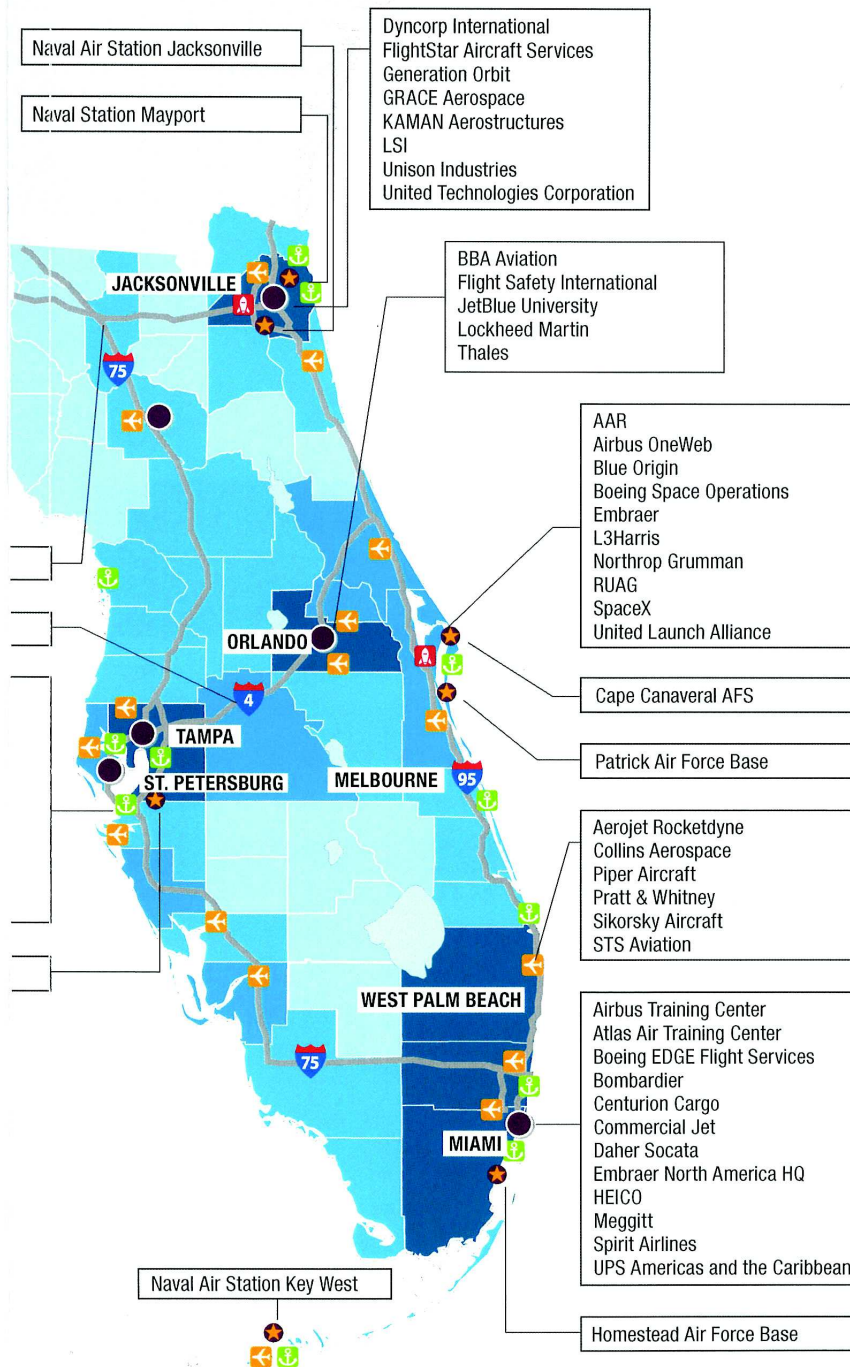 Naval Air Station Jacksonville
Naval Station Mayport
Dyncorp International
FlightStar Aircraft Services
Generation Orbit
GRACE Aerospace
KAMAN Aerostructures
LSI
Unison Industries
United Technologies Corporation
BBA Aviation
Flight Safety International
JetBlue University
Lockheed Martin
Thales
JACKSONVILLE
75
AAR
Airbus OneWeb
Blue Origin
Boeing Space Operations
Embraer
L3Harris
Northrop Grumman
RUAG
SpaceX
United Launch Alliance
ORLANDO
Cape Canaveral AFS
4
TAMPA
Patrick Air Force Base
ST. PETERSBURG
MELBOURNE
95
Aerojet Rocketdyne
Collins Aerospace
Piper Aircraft
Pratt & Whitney
Sikorsky Aircraft
STS Aviation
WEST PALM BEACH
75
MIAMI
Airbus Training Center
Atlas Air Training Center
Boeing EDGE Flight Services
Bombardier
Centurion Cargo
Commercial Jet
Daher Socata
Embraer North America HQ
HEICO
Meggitt
Spirit Airlines
UPS Americas and the Caribbean
Naval Air Station Key West
Homestead Air Force Base